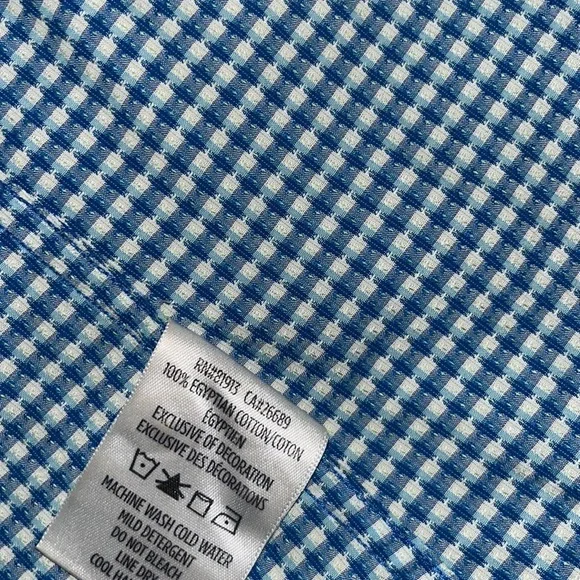 RN#81913 CA#26689
100% EGYPTIAN COTTON/COTON
ÉGYPTIEN
EXCLUSIVE OF DECORATION
EXCLUSIVE DES DÉCORATIONS
MACHINE WASH COLD WATER
MILD DETERGENT
DO NOT BLEACH
LINE DRY
COOL